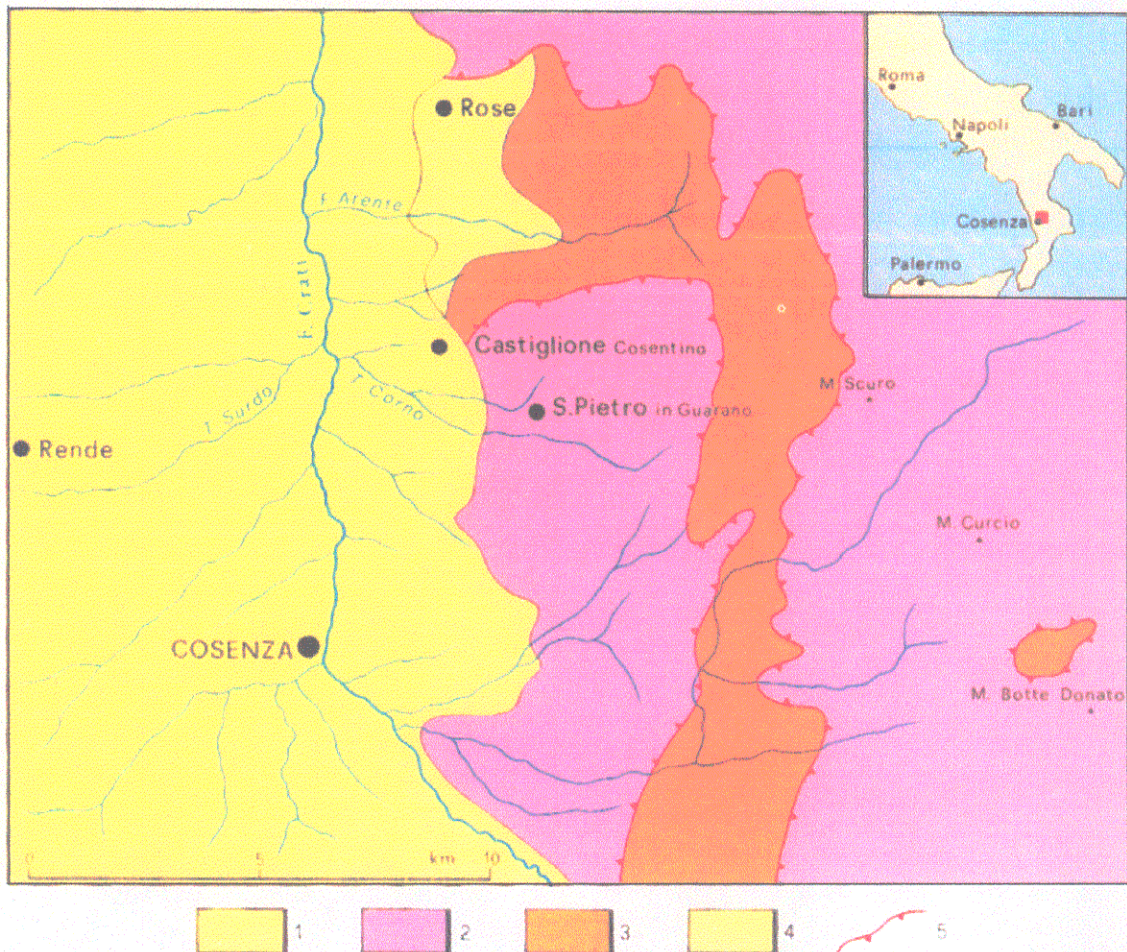 Roma
Bari
Napoli
Cosenza
Palermo
Rose
F. Arente
F. Crati
Castiglione Cosentino
T. Corno
M. Scuro
S.Pietro in Guarano
T. Surdo
Rende
M. Curcio
COSENZA
M. Botte Donato
0 5 km 10
1 2 3 4 5